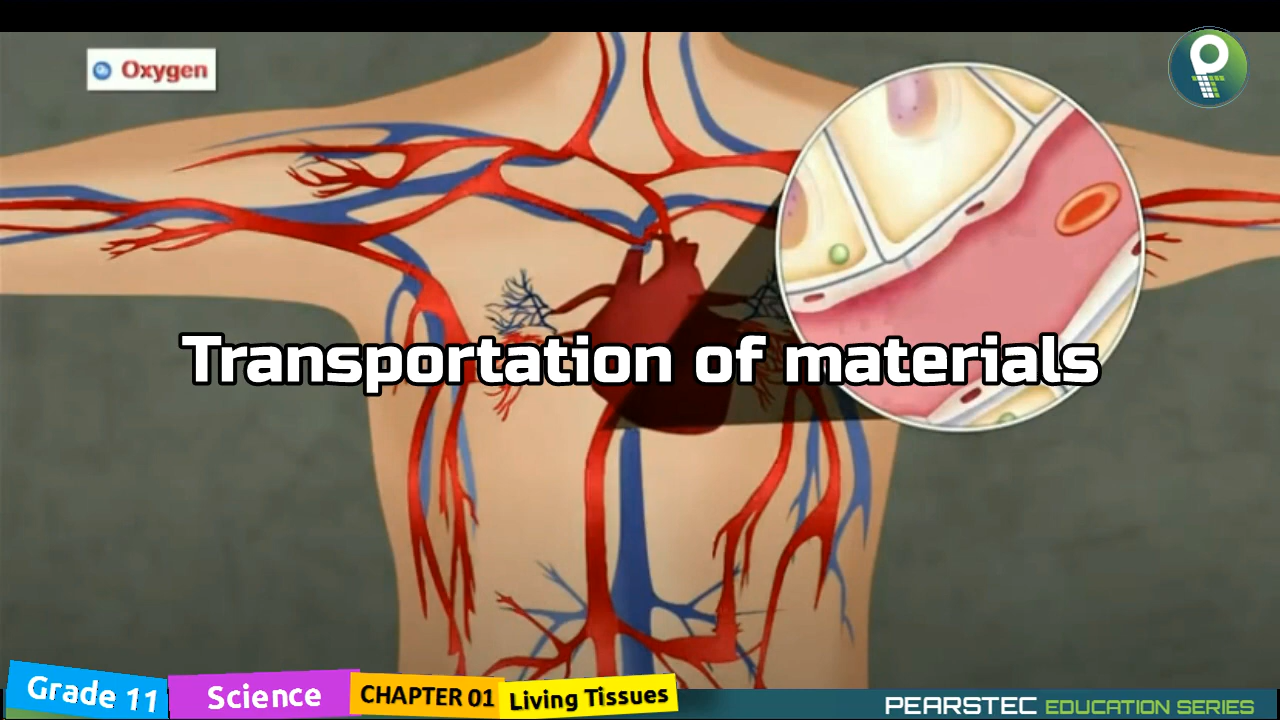 Oxygen
Transportation of materials
Grade 11
Science
CHAPTER 01
Living Tissues
PEARSTEC EDUCATION SERIES